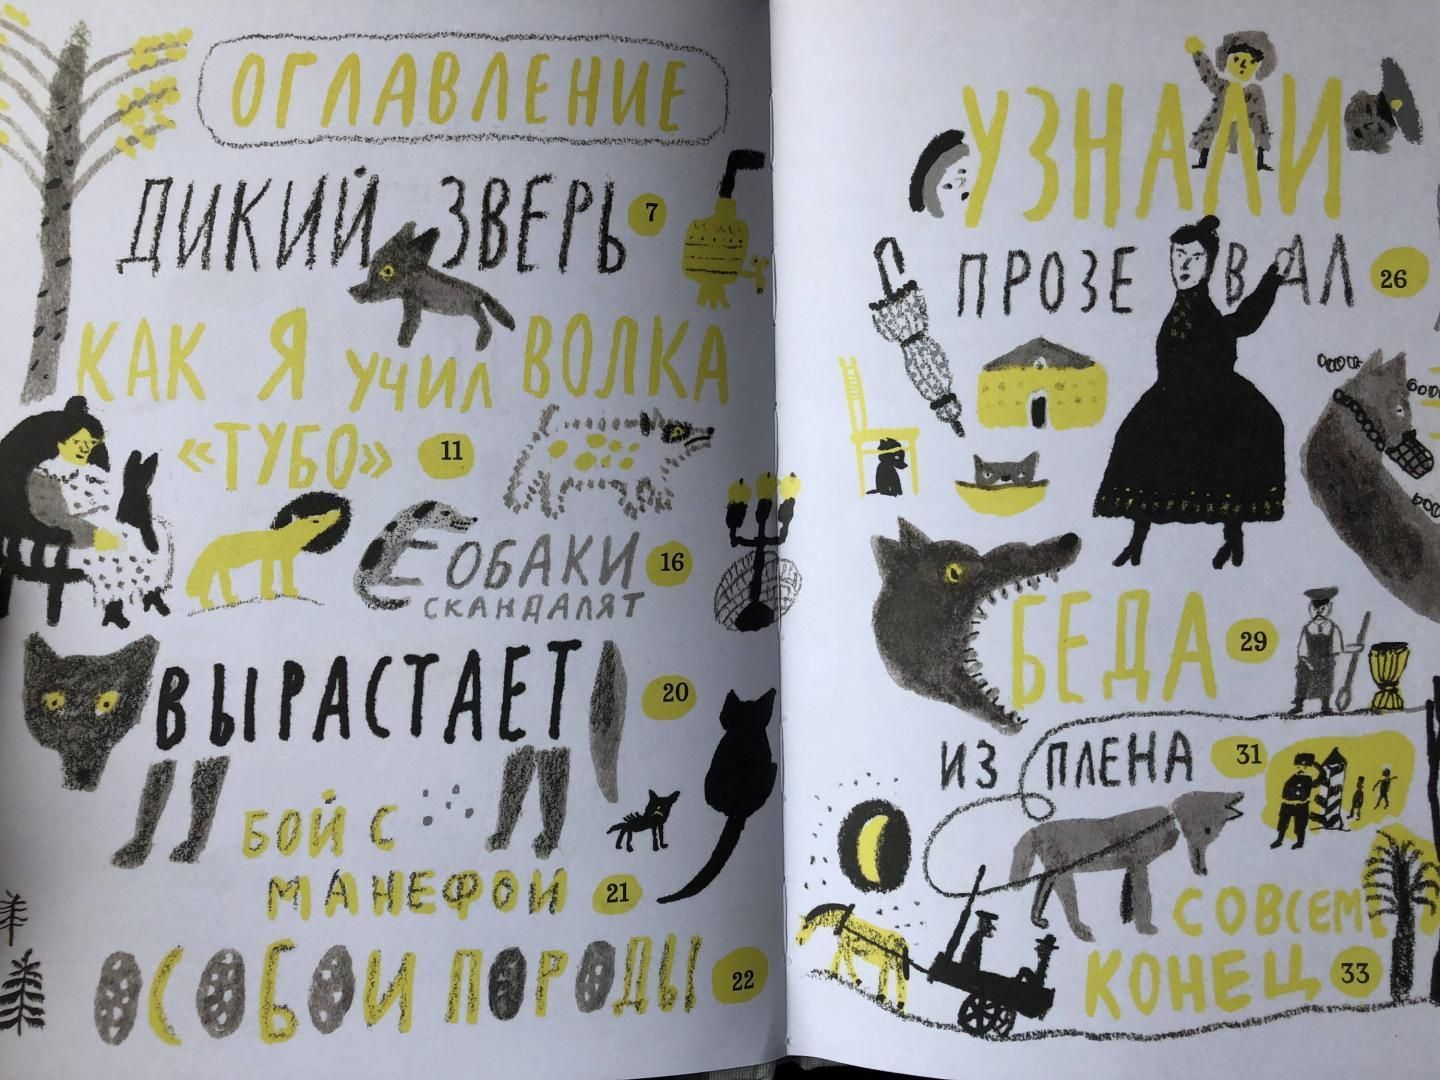 ОГЛАВЛЕНИЕ
ДИКИЙ ЗВЕРЬ 7
КАК Я УЧИЛ ВОЛКА
«ТУБО» 11
СОБАКИ 16
СКАНДАЛЯТ
ВЫРАСТАЕТ 20
БОЙ С
МАНЕФОЙ 21
ОСОБОЙ ПОРОДЫ 22
УЗНАЛИ
ПРОЗЕВАЛ 26
БЕДА 29
ИЗ ПЛЕНА 31
СОВСЕМ
КОНЕЦ 33